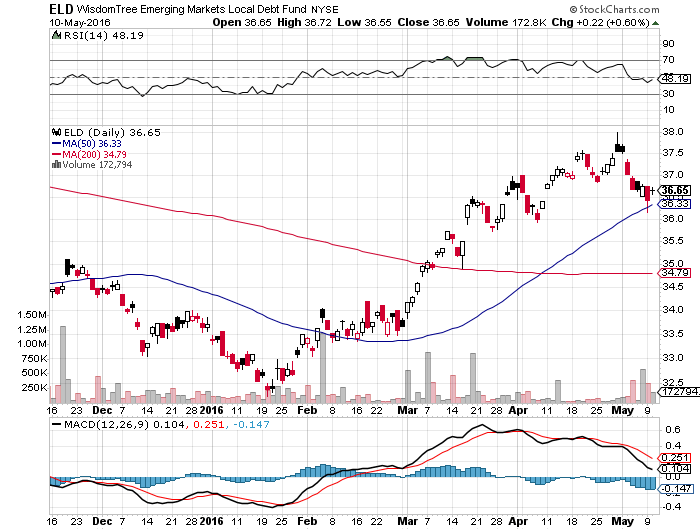 ELD WisdomTree Emerging Markets Local Debt Fund NYSE
© StockCharts.com
10-May-2016
Open 36.65 High 36.72 Low 36.55 Close 36.65 Volume 172.8K Chg +0.22 (+0.60%)
RSI(14) 48.19
90
70
50
48.19
30
10
ELD (Daily) 36.65
MA(50) 36.33
MA(200) 34.79
Volume 172,794
38.0
37.5
37.0
36.65
36.5
36.33
36.0
35.5
35.0
34.79
34.5
34.0
33.5
33.0
32.5
1.50M
1.25M
1.00M
750K
500K
250K
172794
16 23 Dec 7 14 21 28 2016 11 19 25 Feb 8 16 22 Mar 7 14 21 28 Apr 11 18 25 May 9
MACD(12,26,9) 0.104, 0.251, -0.147
0.6
0.4
0.251
0.104
0.0
-0.147
-0.2
-0.4
16 23 Dec 7 14 21 28 2016 11 19 25 Feb 8 16 22 Mar 7 14 21 28 Apr 11 18 25 May 9